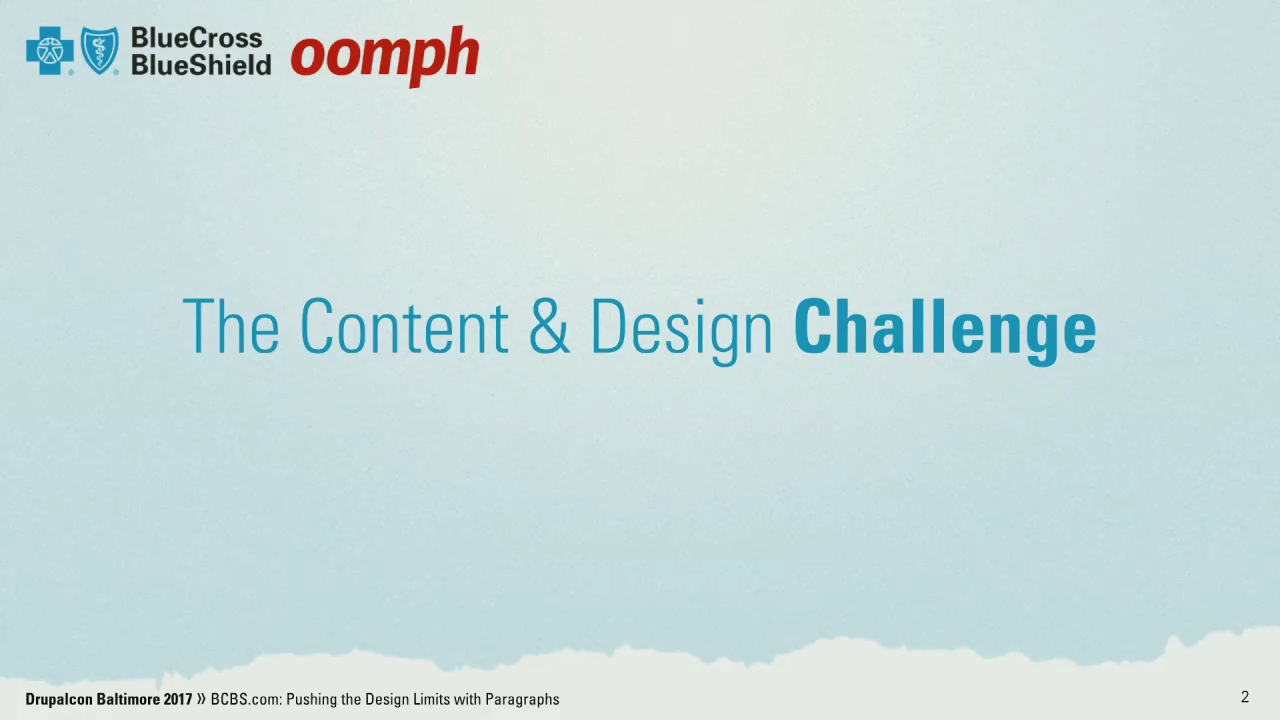 BlueCross
BlueShield
oomph
The Content & Design Challenge
Drupalcon Baltimore 2017 » BCBS.com: Pushing the Design Limits with Paragraphs
2